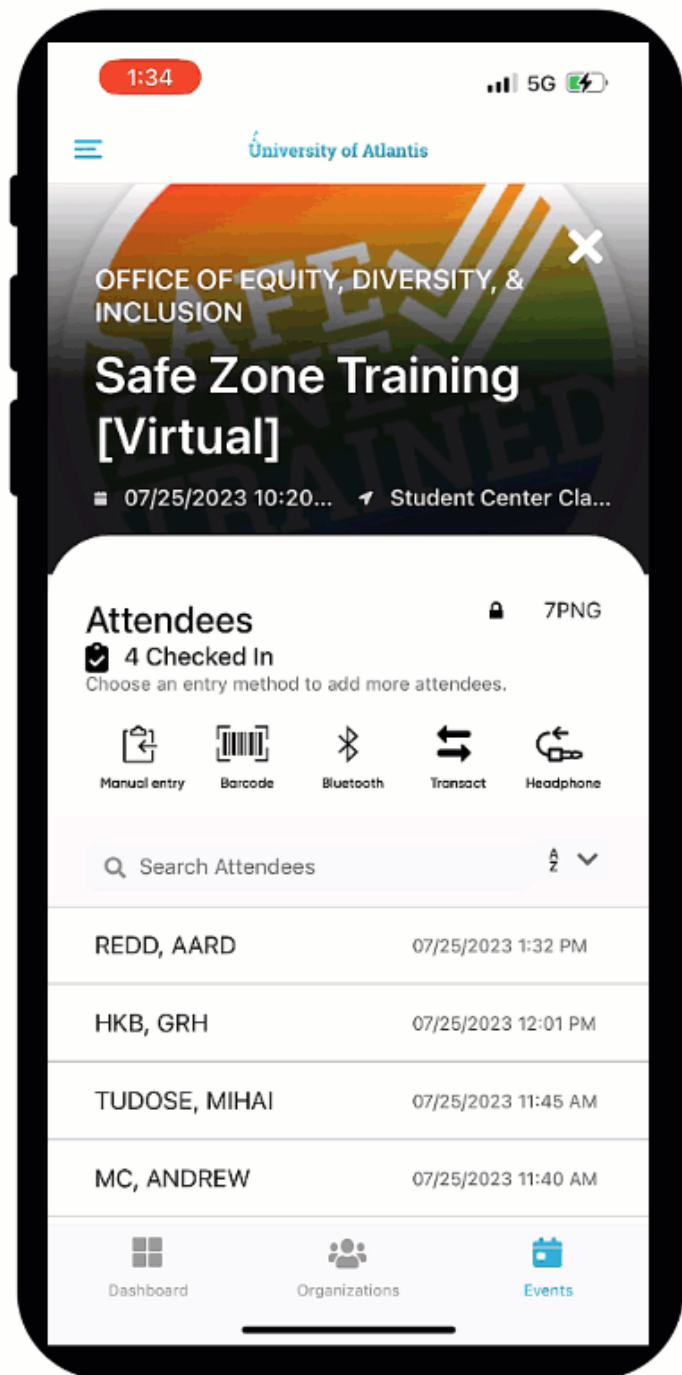 1:34
5G
University of Atlantis
OFFICE OF EQUITY, DIVERSITY, &
INCLUSION
Safe Zone Training
[Virtual]
07/25/2023 10:20... Student Center Cla...
SAFE
ZONE
TRAINED
Attendees
7PNG
4 Checked In
Choose an entry method to add more attendees.
Manual entry Barcode Bluetooth Transact Headphone
Search Attendees
A
Z
REDD, AARD 07/25/2023 1:32 PM
HKB, GRH 07/25/2023 12:01 PM
TUDOSE, MIHAI 07/25/2023 11:45 AM
MC, ANDREW 07/25/2023 11:40 AM
Dashboard Organizations Events